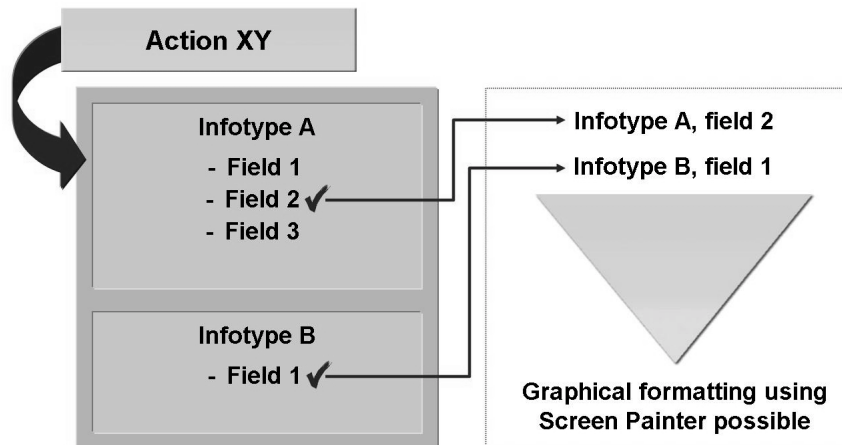 Action XY
Infotype A
- Field 1
- Field 2
- Field 3
Infotype B
- Field 1
Infotype A, field 2
Infotype B, field 1
Graphical formatting using
Screen Painter possible